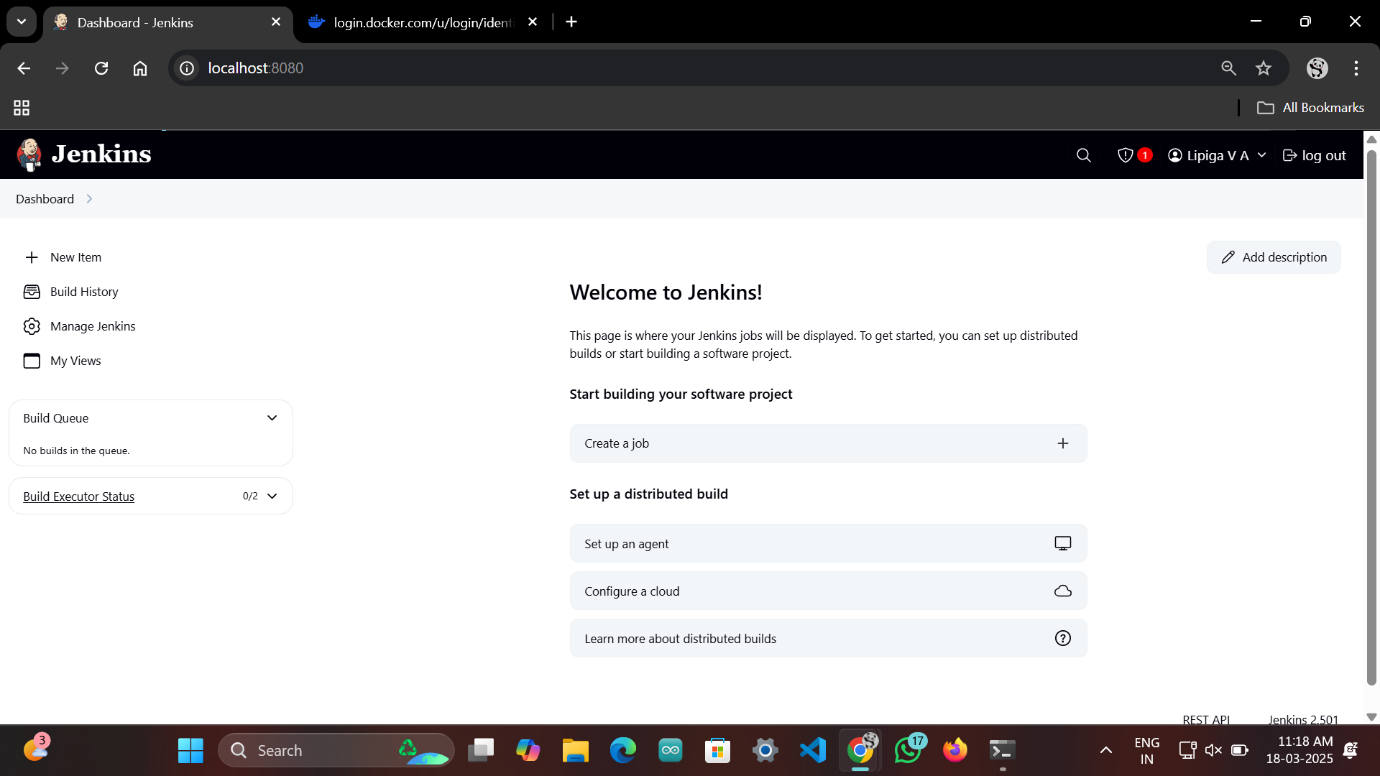 Dashboard - Jenkins
login.docker.com/u/login/identi
localhost:8080
All Bookmarks
Jenkins
1
Lipiga V A
log out
Dashboard
New Item
Add description
Build History
Manage Jenkins
My Views
Build Queue
No builds in the queue.
Build Executor Status
0/2
Welcome to Jenkins!
This page is where your Jenkins jobs will be displayed. To get started, you can set up distributed
builds or start building a software project.
Start building your software project
Create a job
Set up a distributed build
Set up an agent
Configure a cloud
Learn more about distributed builds
REST API
Jenkins 2.501
3
Search
17
ENG
IN
11:18 AM
18-03-2025